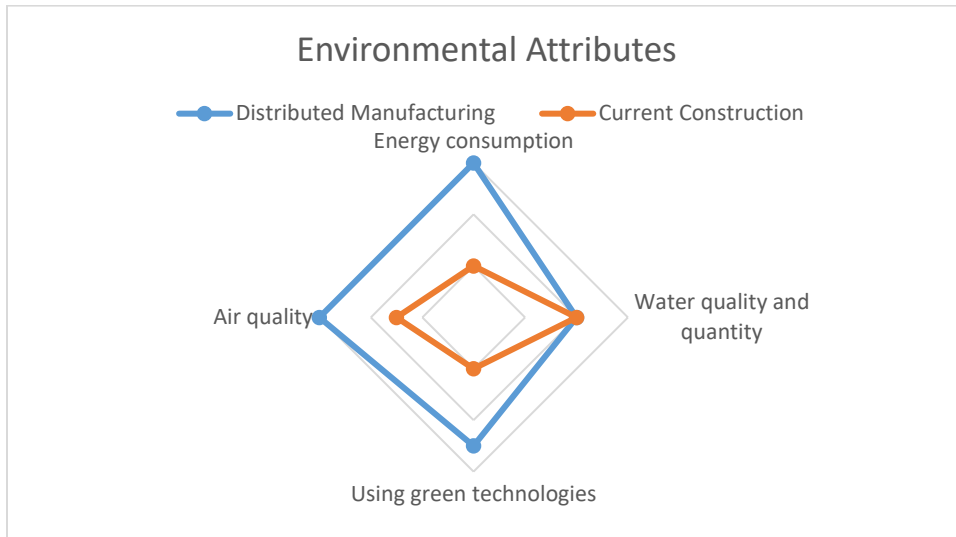 Environmental Attributes
Distributed Manufacturing
Current Construction
Energy consumption
Air quality
Water quality and
quantity
Using green technologies